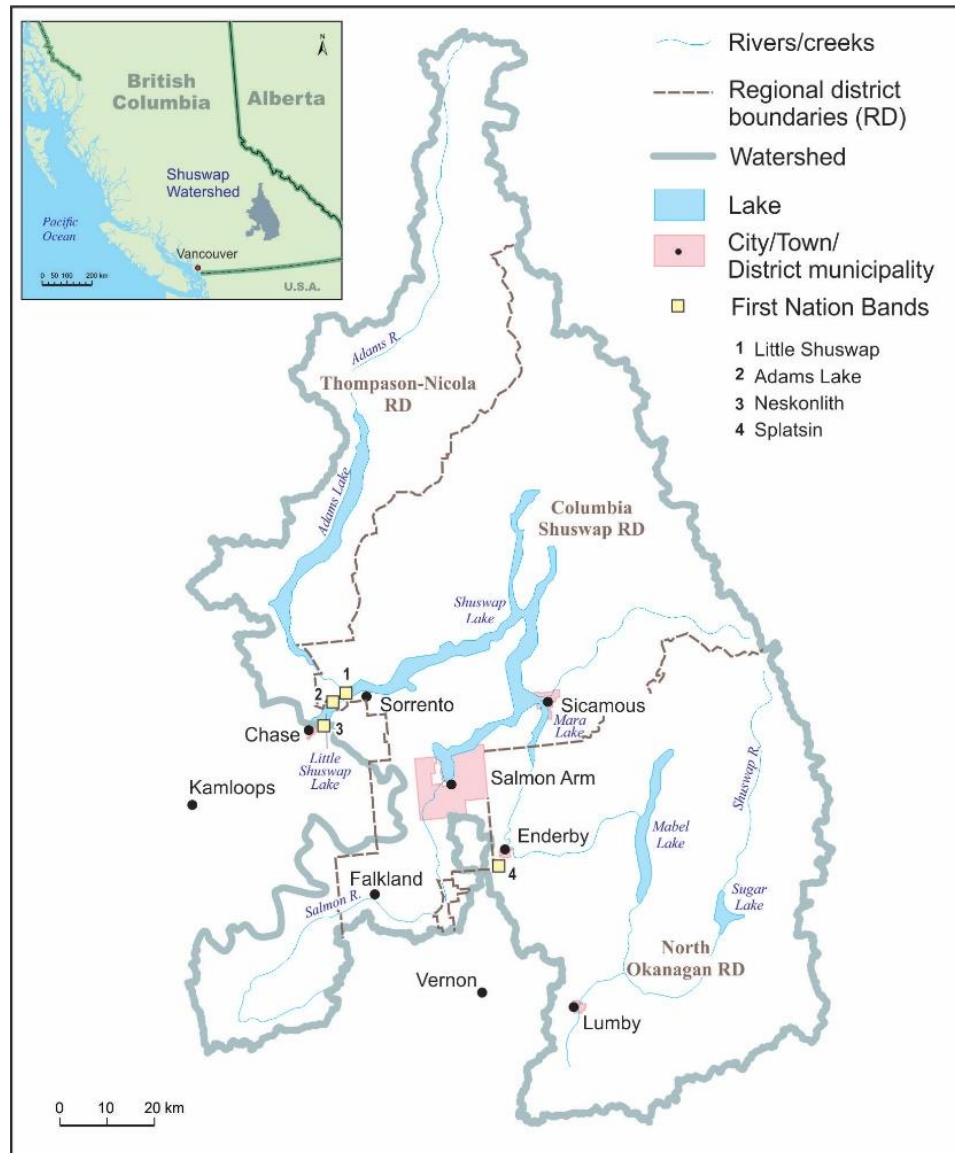 N
British
Columbia
Alberta
Shuswap
Watershed
Pacific
Ocean
Vancouver
0 50 100 200 km
U.S.A.
Rivers/creeks
Regional district
boundaries (RD)
Watershed
Lake
City/Town/
District municipality
First Nation Bands
1 Little Shuswap
2 Adams Lake
3 Neskonlith
4 Splatsin
Adams R.
Thompason-Nicola
RD
Adams Lake
Columbia
Shuswap RD
Shuswap
Lake
1
2
3
Sorrento
Sicamous
Mara
Lake
Chase
Little
Shuswap
Lake
Kamloops
Salmon Arm
Shuswap R.
Enderby
Mabel
Lake
4
Falkland
Salmon R.
Sugar
Lake
North
Okanagan RD
Vernon
Lumby
0 10 20 km